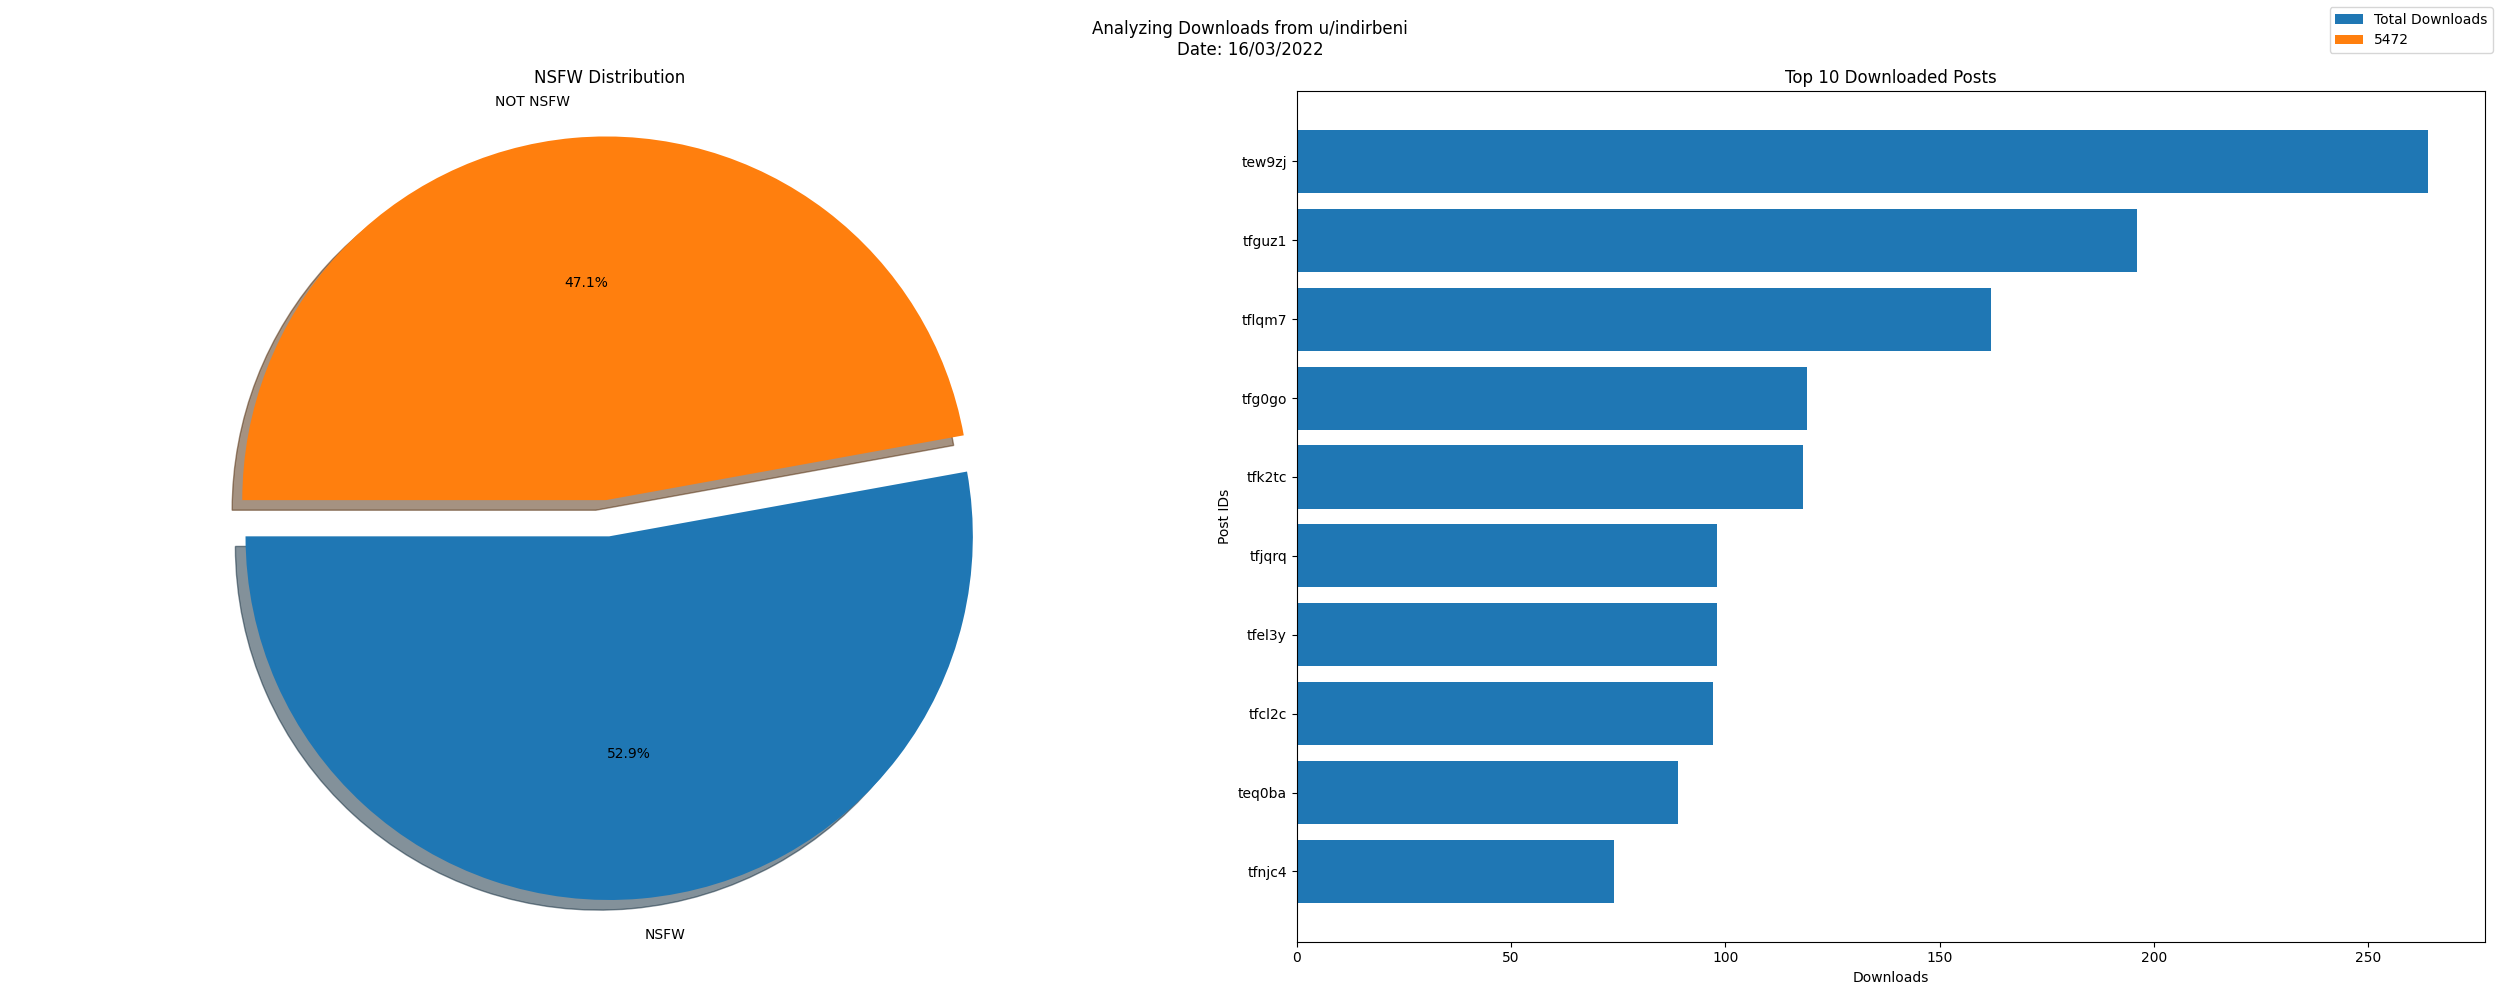 Analyzing Downloads from u/indirbeni
Date: 16/03/2022
Total Downloads
5472
NSFW Distribution
NOT NSFW
47.1%
52.9%
NSFW
Top 10 Downloaded Posts
Post IDs
tew9zj
tfguz1
tflqm7
tfg0go
tfk2tc
tfjqrq
tfel3y
tfcl2c
teq0ba
tfnjc4
0 50 100 150 200 250
Downloads